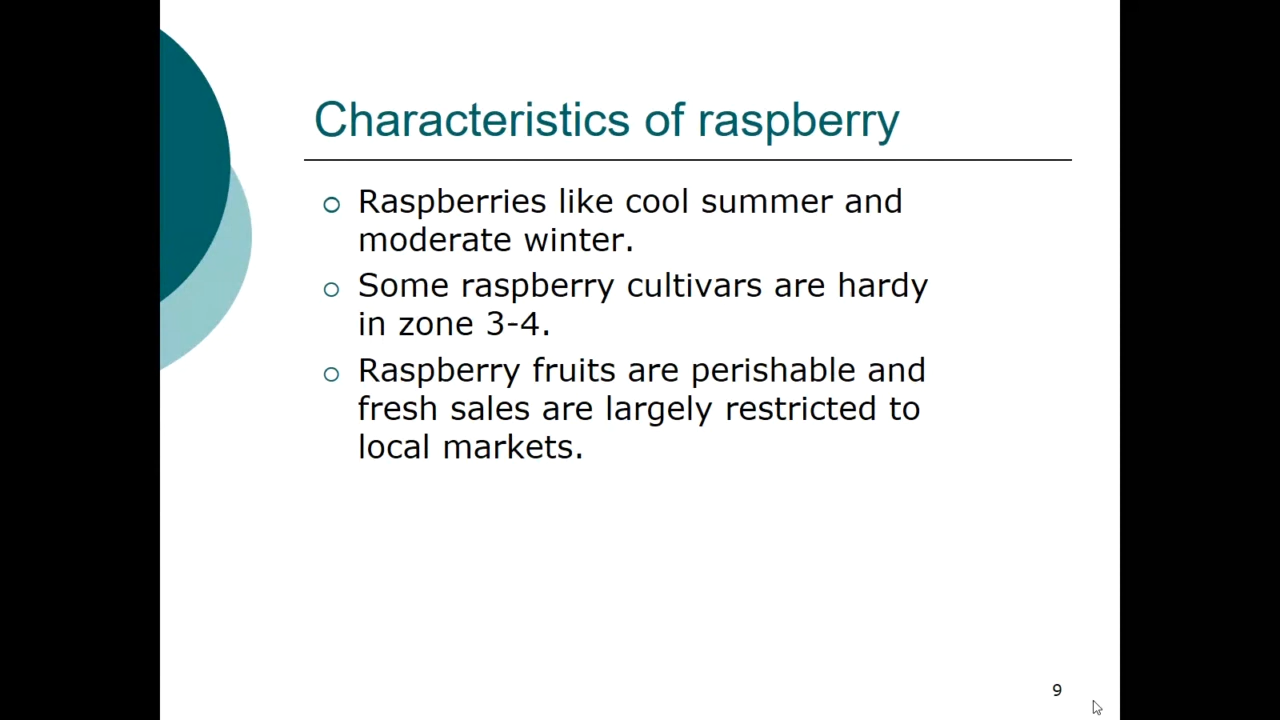 Characteristics of raspberry
Raspberries like cool summer and
moderate winter.
Some raspberry cultivars are hardy
in zone 3-4.
Raspberry fruits are perishable and
fresh sales are largely restricted to
local markets.
9